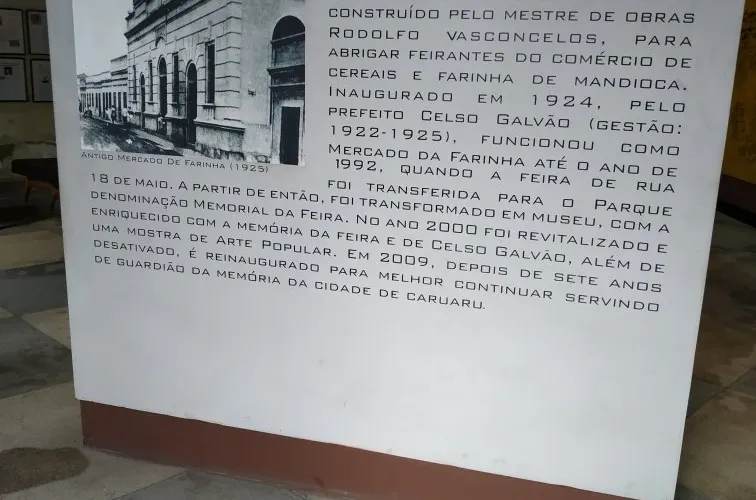 CONSTRUÍDO PELO MESTRE DE OBRAS
RODOLFO VASCONCELOS, PARA
ABRIGAR FEIRANTES DO COMÉRCIO DE
CEREAIS E FARINHA DE MANDIOCA.
INAUGURADO EM 1924, PELO
PREFEITO CELSO GALVÃO (GESTÃO:
1922-1925), FUNCIONOU COMO
MERCADO DA FARINHA ATÉ O ANO DE
1992, QUANDO A FEIRA DE RUA
FOI TRANSFERIDA PARA O PARQUE
ANTIGO MERCADO DE FARINHA (1925)
18 DE MAIO. A PARTIR DE ENTÃO, FOI TRANSFORMADO EM MUSEU, COM A
DENOMINAÇÃO MEMORIAL DA FEIRA. NO ANO 2000 FOI REVITALIZADO E
ENRIQUECIDO COM A MEMÓRIA DA FEIRA E DE CELSO GALVÃO, ALÉM DE
UMA MOSTRA DE ARTE POPULAR. EM 2009, DEPOIS DE SETE ANOS
DESATIVADO, É REINAUGURADO PARA MELHOR CONTINUAR SERVINDO
DE GUARDIÃO DA MEMÓRIA DA CIDADE DE CARUARU.